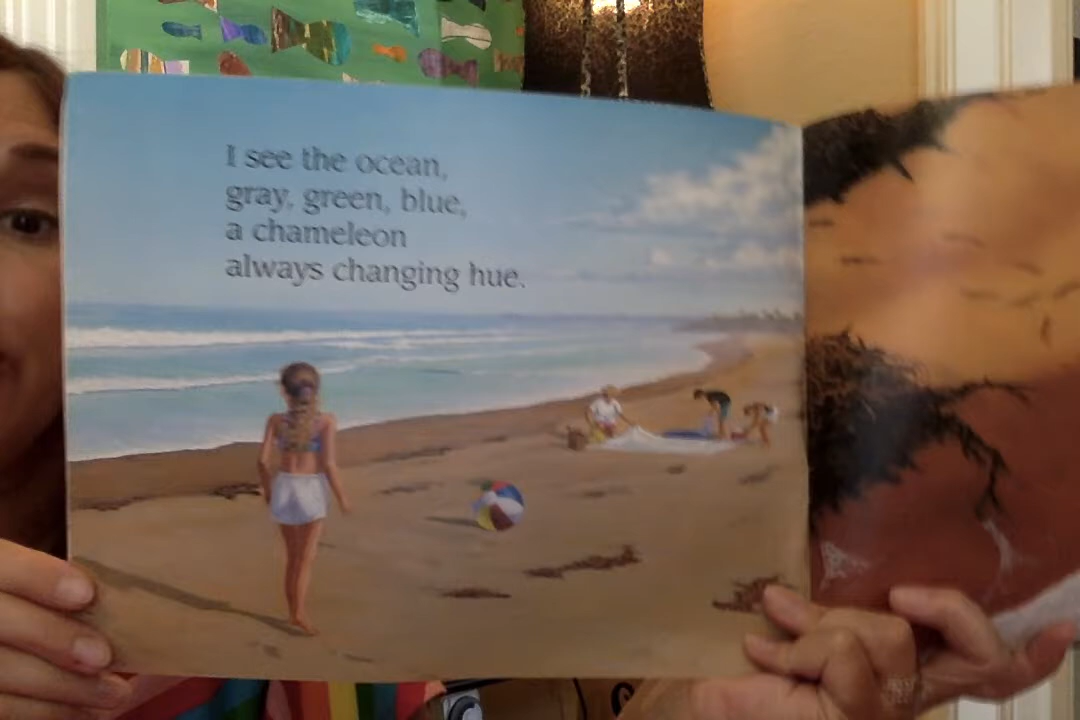 I see the ocean,
gray, green, blue,
a chameleon
always changing hue.